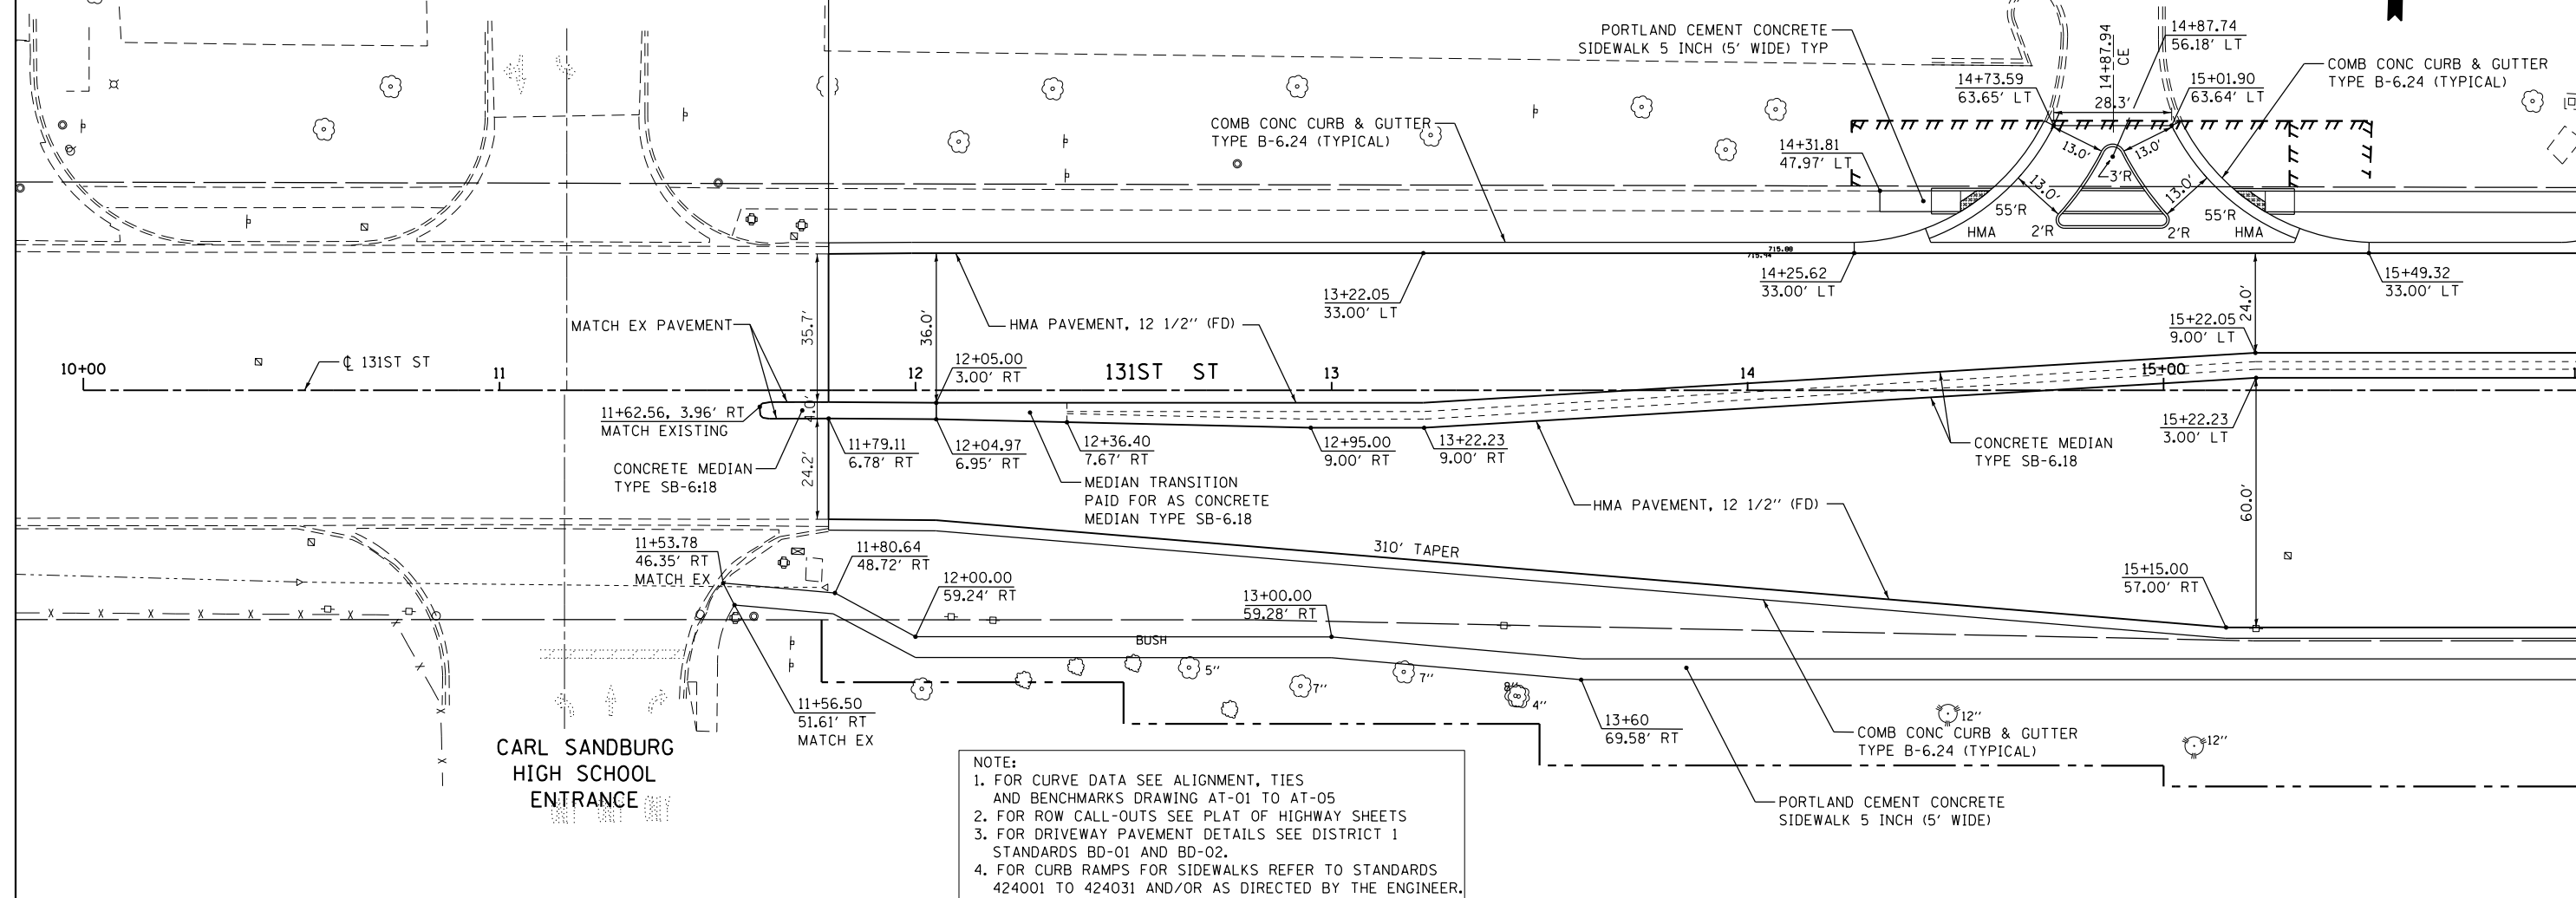 PORTLAND CEMENT CONCRETE
SIDEWALK 5 INCH (5' WIDE) TYP
14+87.94
CE
14+87.74
56.18' LT
COMB CONC CURB & GUTTER
TYPE B-6.24 (TYPICAL)
14+73.59
63.65' LT
15+01.90
63.64' LT
28.3'
COMB CONC CURB & GUTTER
TYPE B-6.24 (TYPICAL)
14+31.81
47.97' LT
13.0'
13.0'
3'R
13.0'
13.0'
55'R
55'R
HMA
2'R
2'R
HMA
715.88
715.44
14+25.62
33.00' LT
15+49.32
33.00' LT
13+22.05
33.00' LT
24.0'
35.7'
36.0'
MATCH EX PAVEMENT
HMA PAVEMENT, 12 1/2" (FD)
15+22.05
9.00' LT
10+00
℄ 131ST ST
11
12
12+05.00
3.00' RT
131ST ST
13
14
15+00
4.0'
11+62.56, 3.96' RT
MATCH EXISTING
11+79.11
6.78' RT
12+04.97
6.95' RT
12+36.40
7.67' RT
12+95.00
9.00' RT
13+22.23
9.00' RT
15+22.23
3.00' LT
CONCRETE MEDIAN
TYPE SB-6.18
CONCRETE MEDIAN
TYPE SB-6:18
24.2'
MEDIAN TRANSITION
PAID FOR AS CONCRETE
MEDIAN TYPE SB-6.18
HMA PAVEMENT, 12 1/2" (FD)
60.0'
11+53.78
46.35' RT
MATCH EX
11+80.64
48.72' RT
310' TAPER
12+00.00
59.24' RT
13+00.00
59.28' RT
15+15.00
57.00' RT
BUSH
5"
7"
7"
8"
4"
12"
12"
11+56.50
51.61' RT
MATCH EX
13+60
69.58' RT
COMB CONC CURB & GUTTER
TYPE B-6.24 (TYPICAL)
CARL SANDBURG
HIGH SCHOOL
ENTRANCE
PORTLAND CEMENT CONCRETE
SIDEWALK 5 INCH (5' WIDE)
NOTE:
1. FOR CURVE DATA SEE ALIGNMENT, TIES
AND BENCHMARKS DRAWING AT-01 TO AT-05
2. FOR ROW CALL-OUTS SEE PLAT OF HIGHWAY SHEETS
3. FOR DRIVEWAY PAVEMENT DETAILS SEE DISTRICT 1
STANDARDS BD-01 AND BD-02.
4. FOR CURB RAMPS FOR SIDEWALKS REFER TO STANDARDS
424001 TO 424031 AND/OR AS DIRECTED BY THE ENGINEER.